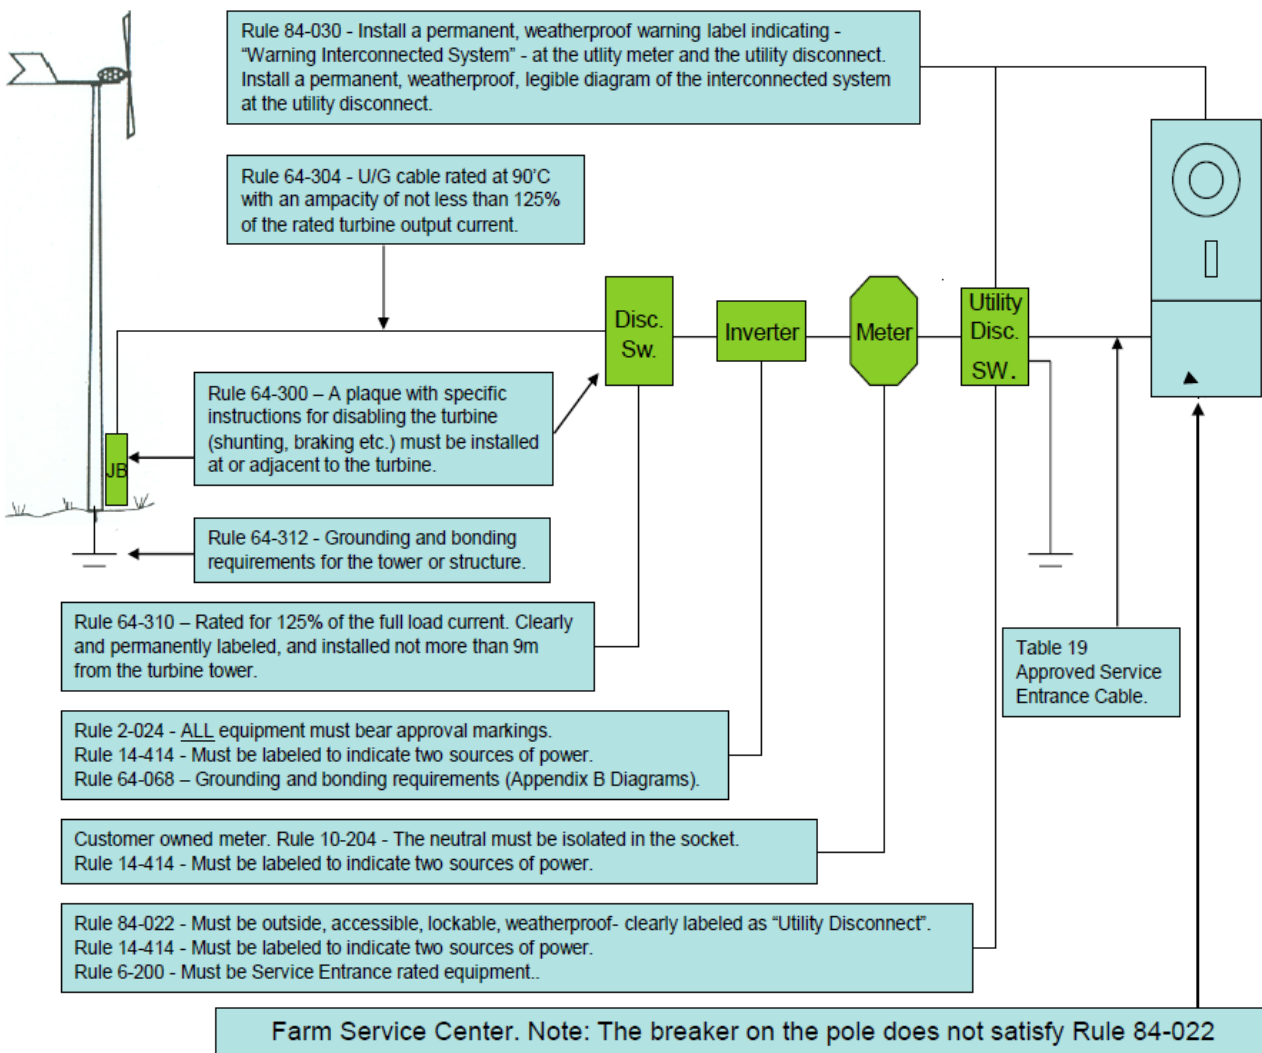 Rule 84-030 - Install a permanent, weatherproof warning label indicating -
“Warning Interconnected System” - at the utlity meter and the utility disconnect.
Install a permanent, weatherproof, legible diagram of the interconnected system
at the utility disconnect.
Rule 64-304 - U/G cable rated at 90’C
with an ampacity of not less than 125%
of the rated turbine output current.
Disc.
Sw.
Inverter
Meter
Utility
Disc.
SW.
Rule 64-300 – A plaque with specific
instructions for disabling the turbine
(shunting, braking etc.) must be installed
at or adjacent to the turbine.
JB
Rule 64-312 - Grounding and bonding
requirements for the tower or structure.
Rule 64-310 – Rated for 125% of the full load current. Clearly
and permanently labeled, and installed not more than 9m
from the turbine tower.
Table 19
Approved Service
Entrance Cable.
Rule 2-024 - ALL equipment must bear approval markings.
Rule 14-414 - Must be labeled to indicate two sources of power.
Rule 64-068 – Grounding and bonding requirements (Appendix B Diagrams).
Customer owned meter. Rule 10-204 - The neutral must be isolated in the socket.
Rule 14-414 - Must be labeled to indicate two sources of power.
Rule 84-022 - Must be outside, accessible, lockable, weatherproof- clearly labeled as “Utility Disconnect”.
Rule 14-414 - Must be labeled to indicate two sources of power.
Rule 6-200 - Must be Service Entrance rated equipment..
Farm Service Center. Note: The breaker on the pole does not satisfy Rule 84-022